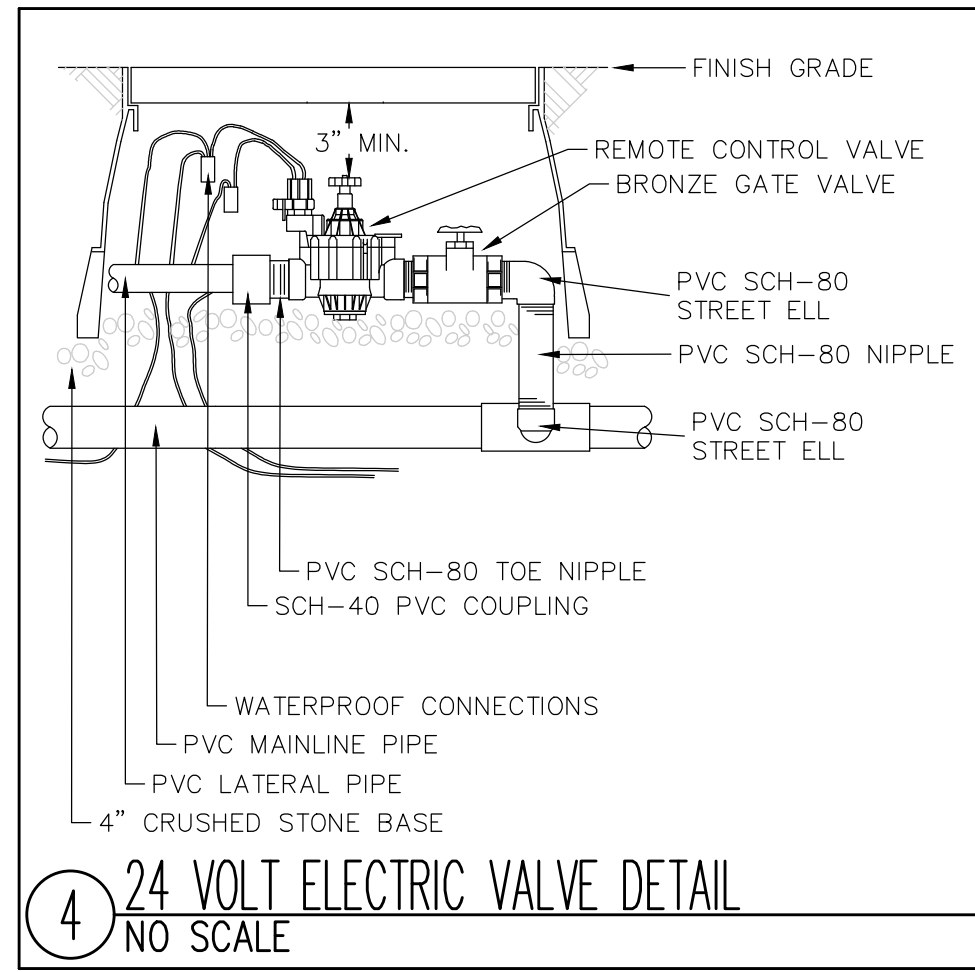 FINISH GRADE
3" MIN.
REMOTE CONTROL VALVE
BRONZE GATE VALVE
PVC SCH-80
STREET ELL
PVC SCH-80 NIPPLE
PVC SCH-80
STREET ELL
PVC SCH-80 TOE NIPPLE
SCH-40 PVC COUPLING
WATERPROOF CONNECTIONS
PVC MAINLINE PIPE
PVC LATERAL PIPE
4" CRUSHED STONE BASE
4
24 VOLT ELECTRIC VALVE DETAIL
NO SCALE